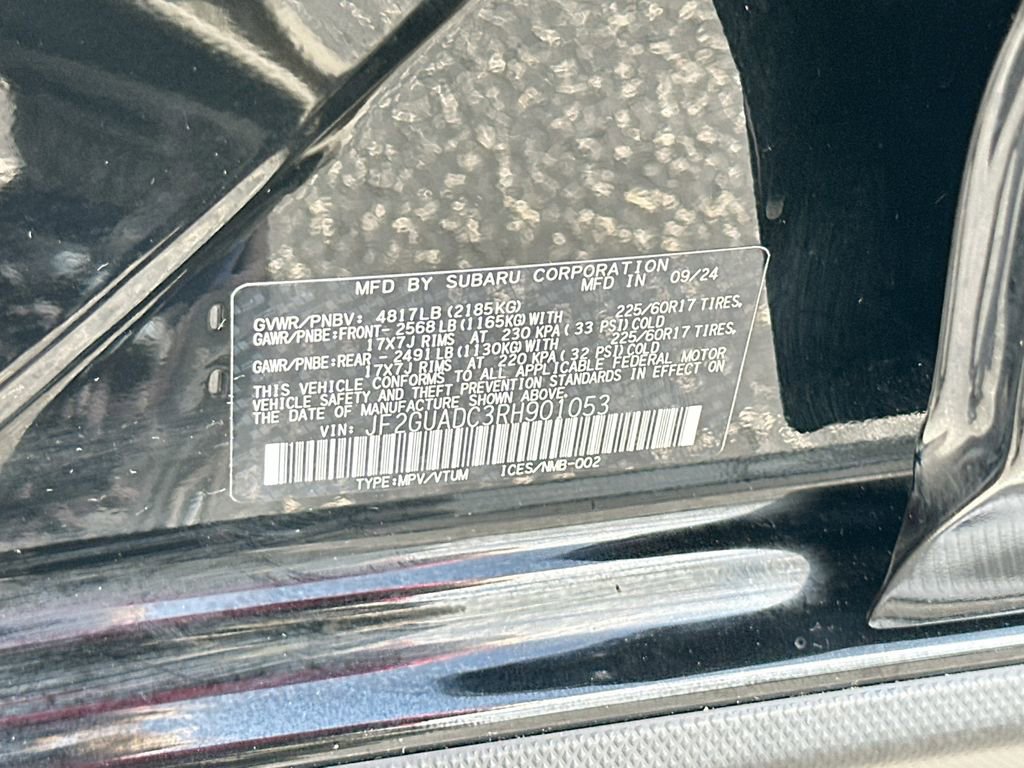 MFD BY SUBARU CORPORATION
MFD IN 09/24
GVWR/PNBV: 4817LB (2185KG)
GAWR/PNBE:FRONT- 2568LB(1165KG)WITH 225/60R17 TIRES,
17X7J RIMS AT 230 KPA( 33 PSI)COLD
GAWR/PNBE:REAR - 2491LB(1130KG)WITH 225/60R17 TIRES,
17X7J RIMS AT 220 KPA( 32 PSI)COLD
THIS VEHICLE CONFORMS TO ALL APPLICABLE FEDERAL MOTOR
VEHICLE SAFETY AND THEFT PREVENTION STANDARDS IN EFFECT ON
THE DATE OF MANUFACTURE SHOWN ABOVE.
VIN: JF2GUADC3RH901053
TYPE:MPV/VTUM ICES/NMB-002